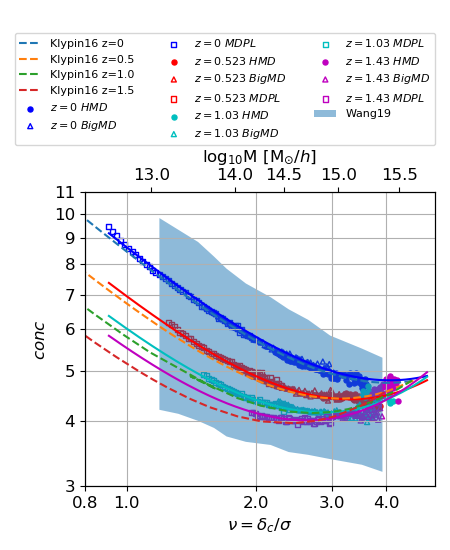 Klypin16 z=0
Klypin16 z=0.5
Klypin16 z=1.0
Klypin16 z=1.5
z = 0 HMD
z = 0 BigMD
z = 0 MDPL
z = 0.523 HMD
z = 0.523 BigMD
z = 0.523 MDPL
z = 1.03 HMD
z = 1.03 BigMD
z = 1.03 MDPL
z = 1.43 HMD
z = 1.43 BigMD
z = 1.43 MDPL
Wang19
log₁₀M [M⊙/h]
13.0 14.0 14.5 15.0 15.5
11
10
9
8
7
6
5
4
3
conc
0.8 1.0 2.0 3.0 4.0
ν = δc/σ